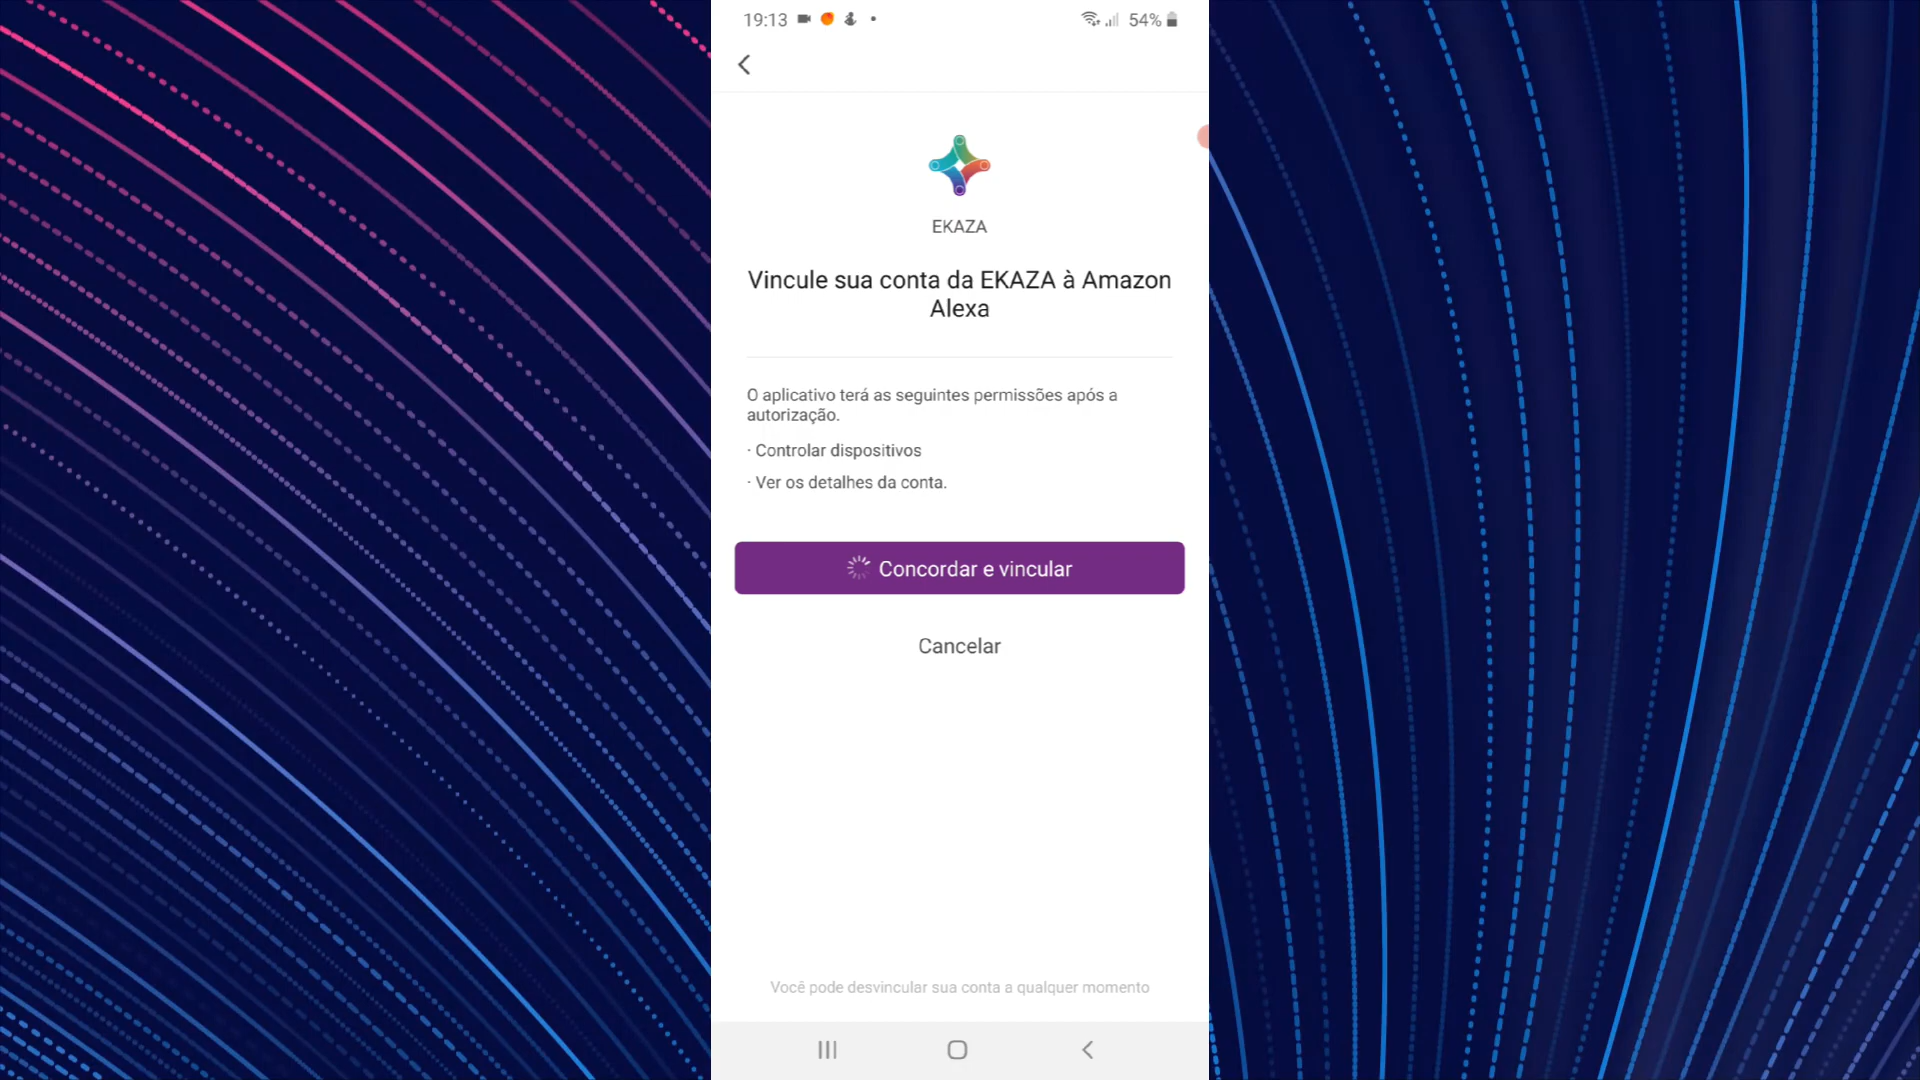 19:13
54%
EKAZA
Vincule sua conta da EKAZA à Amazon
Alexa
O aplicativo terá as seguintes permissões após a
autorização.
· Controlar dispositivos
· Ver os detalhes da conta.
Concordar e vincular
Cancelar
Você pode desvincular sua conta a qualquer momento